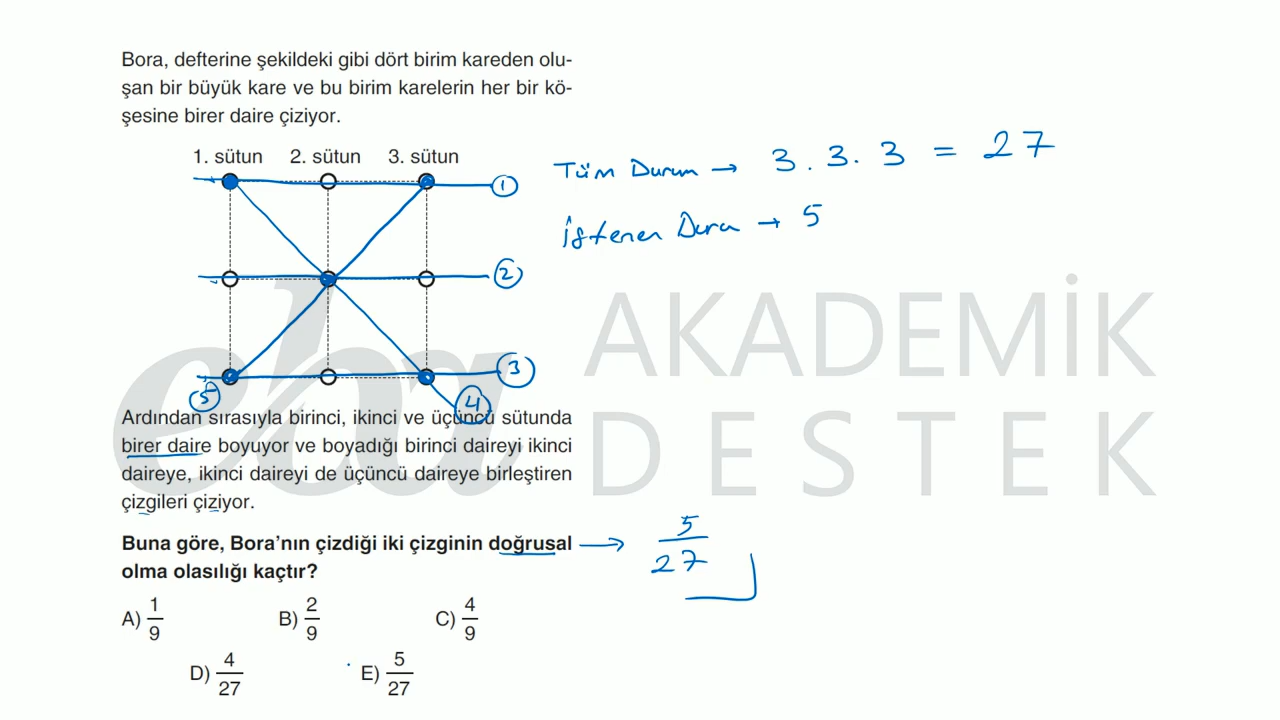 Bora, defterine şekildeki gibi dört birim kareden olu-
şan bir büyük kare ve bu birim karelerin her bir kö-
şesine birer daire çiziyor.
1. sütun 2. sütun 3. sütun
1
2
3
4
5
Tüm Durum → 3.3.3 = 27
İstenen Durum → 5
Ardından sırasıyla birinci, ikinci ve üçüncü sütunda
birer daire boyuyor ve boyadığı birinci daireyi ikinci
daireye, ikinci daireyi de üçüncü daireye birleştiren
çizgileri çiziyor.
Buna göre, Bora'nın çizdiği iki çizginin doğrusal
olma olasılığı kaçtır?
→ 5/27
A) 1/9 B) 2/9 C) 4/9
D) 4/27 E) 5/27
eba AKADEMİK
DESTEK